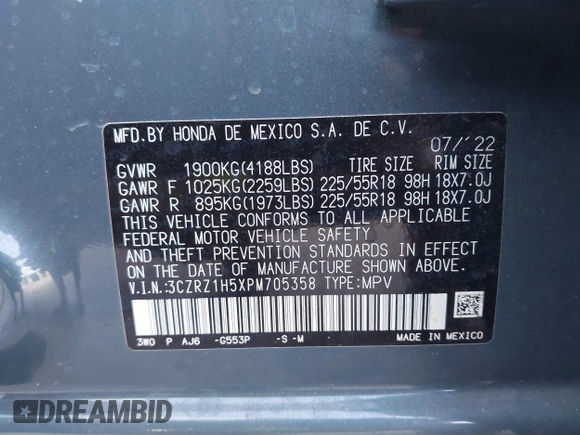 MFD.BY HONDA DE MEXICO S.A. DE C.V.
07/'22
GVWR 1900KG(4188LBS) TIRE SIZE RIM SIZE
GAWR F 1025KG(2259LBS) 225/55R18 98H 18X7.0J
GAWR R 895KG(1973LBS) 225/55R18 98H 18X7.0J
THIS VEHICLE CONFORMS TO ALL APPLICABLE
FEDERAL MOTOR VEHICLE SAFETY
AND THEFT PREVENTION STANDARDS IN EFFECT
ON THE DATE OF MANUFACTURE SHOWN ABOVE.
V.I.N.:3CZRZ1H5XPM705358 TYPE:MPV
3W0 P AJ6 -G553P -S -M
DREAMBID